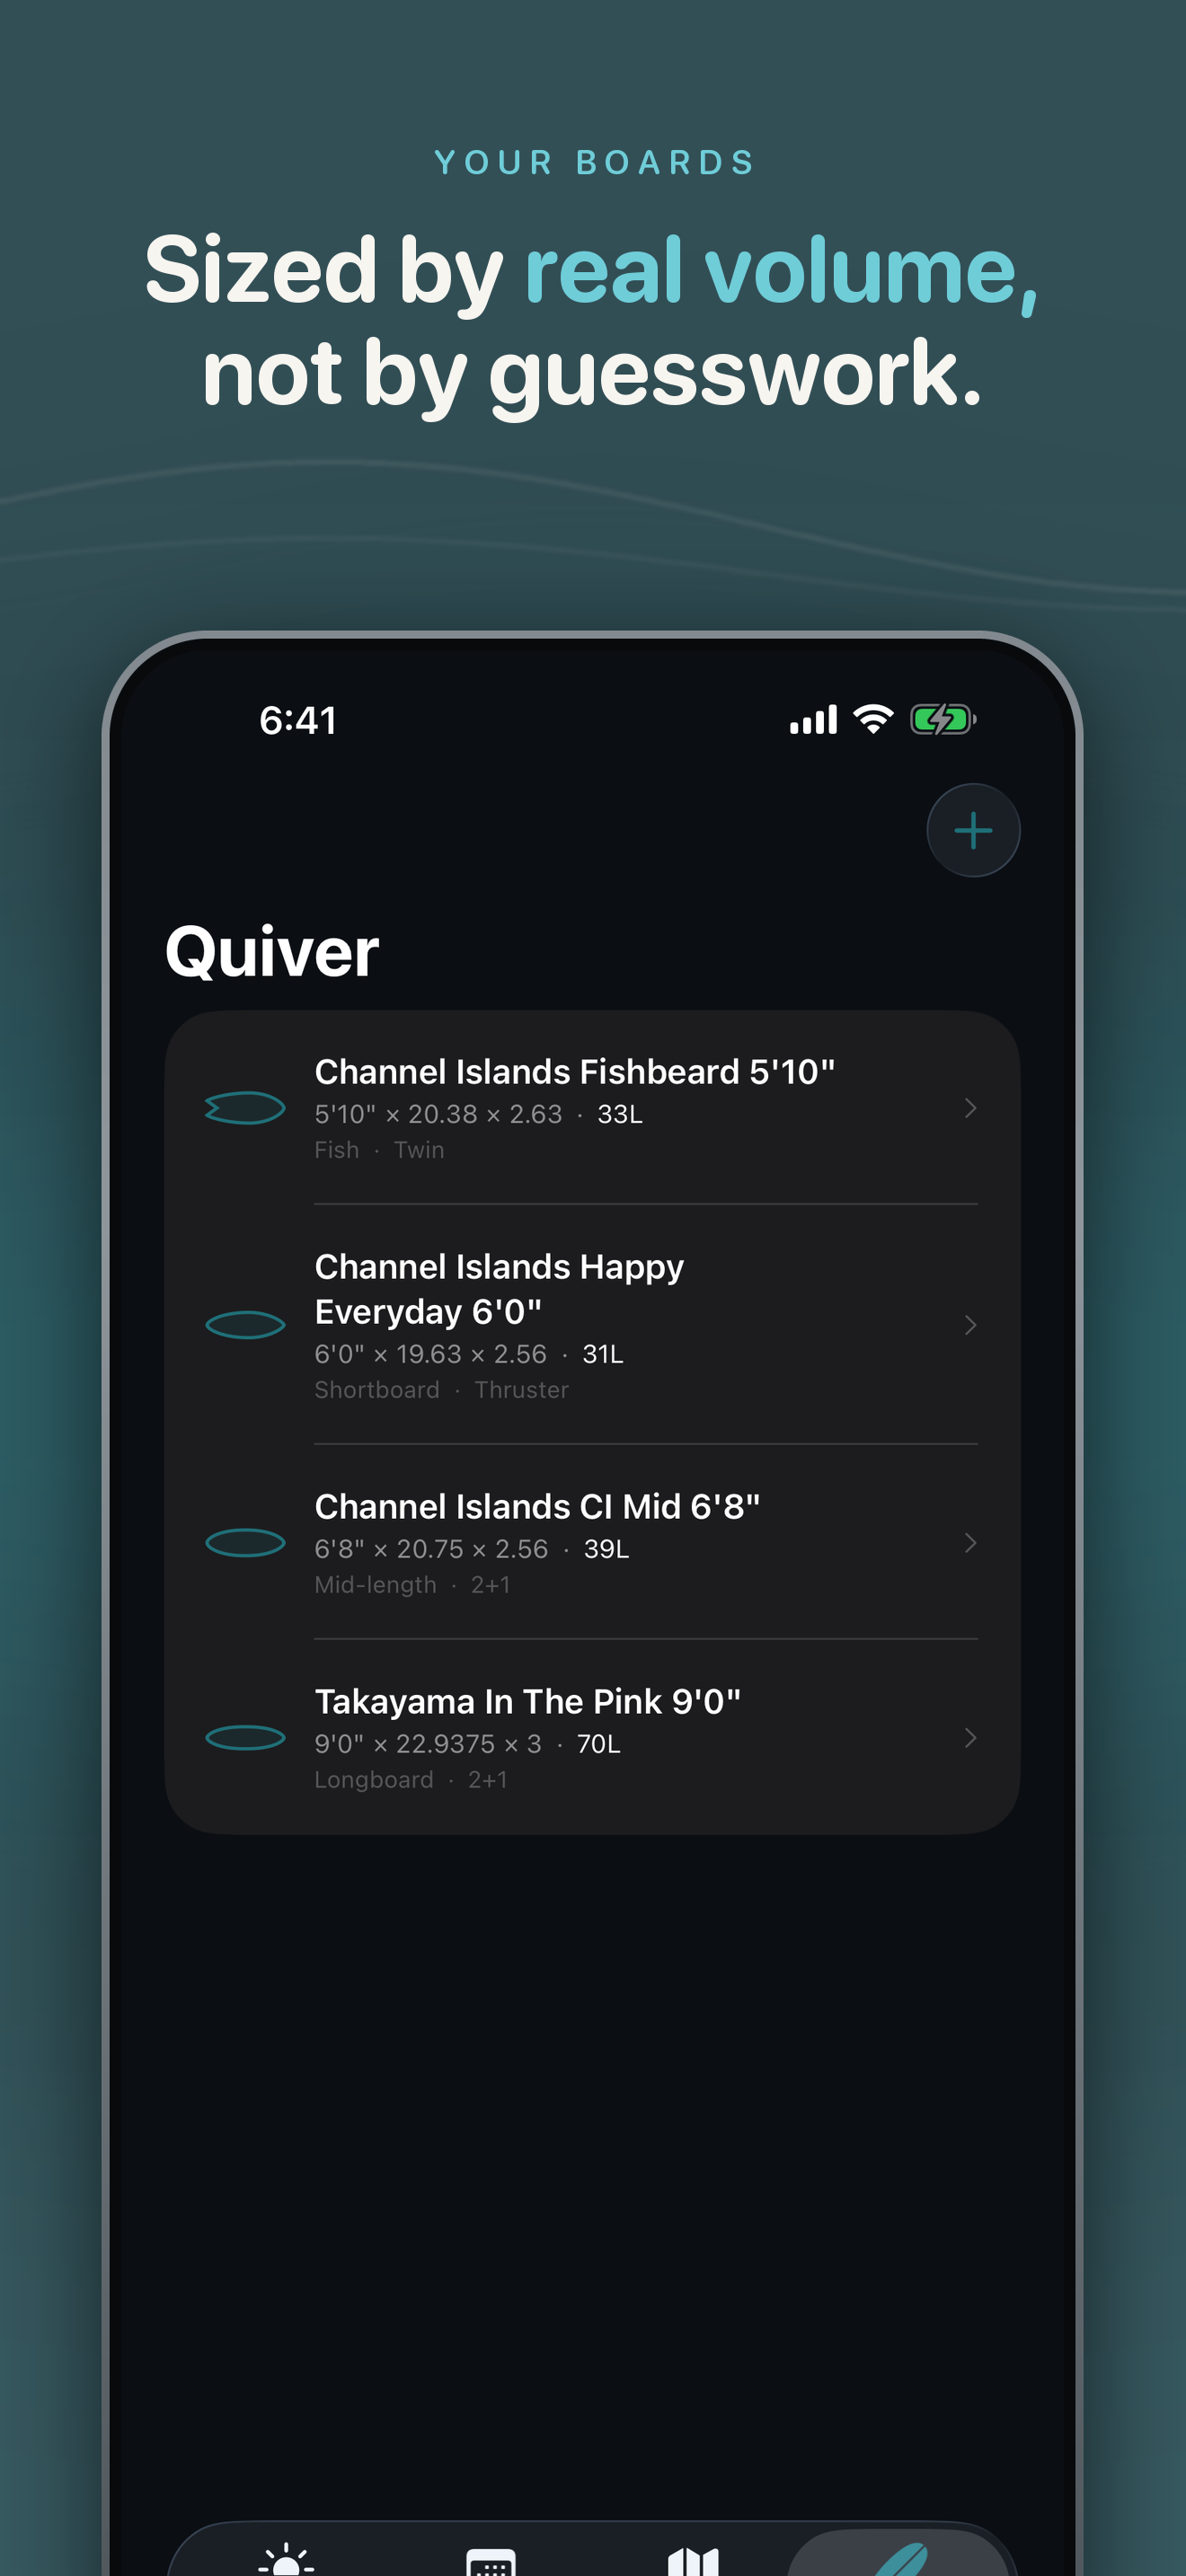 YOUR BOARDS
Sized by real volume,
not by guesswork.
6:41
Quiver
Channel Islands Fishbeard 5'10"
5'10" × 20.38 × 2.63 · 33L
Fish · Twin
Channel Islands Happy
Everyday 6'0"
6'0" × 19.63 × 2.56 · 31L
Shortboard · Thruster
Channel Islands CI Mid 6'8"
6'8" × 20.75 × 2.56 · 39L
Mid-length · 2+1
Takayama In The Pink 9'0"
9'0" × 22.9375 × 3 · 70L
Longboard · 2+1